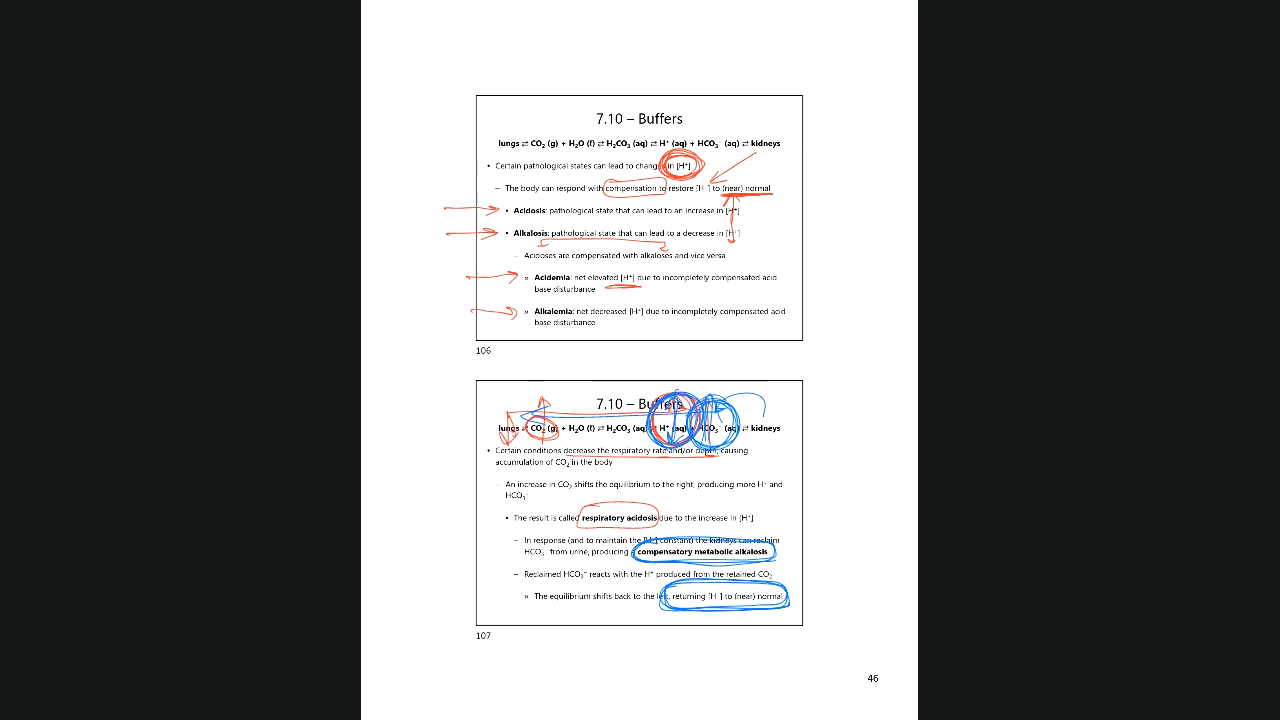 7.10 – Buffers
lungs ⇄ CO₂ (g) + H₂O (ℓ) ⇄ H₂CO₃ (aq) ⇄ H⁺ (aq) + HCO₃⁻ (aq) ⇄ kidneys
• Certain pathological states can lead to change in [H⁺]
– The body can respond with compensation to restore [H⁺] to (near) normal
• Acidosis: pathological state that can lead to an increase in [H⁺]
• Alkalosis: pathological state that can lead to a decrease in [H⁺]
– Acidoses are compensated with alkaloses and vice versa
» Acidemia: net elevated [H⁺] due to incompletely compensated acid
base disturbance
» Alkalemia: net decreased [H⁺] due to incompletely compensated acid
base disturbance
106
7.10 – Buffers
lungs ⇄ CO₂ (g) + H₂O (ℓ) ⇄ H₂CO₃ (aq) ⇄ H⁺ (aq) + HCO₃⁻ (aq) ⇄ kidneys
• Certain conditions decrease the respiratory rate and/or depth, causing
accumulation of CO₂ in the body
– An increase in CO₂ shifts the equilibrium to the right, producing more H⁺ and
HCO₃⁻
• The result is called respiratory acidosis due to the increase in [H⁺]
– In response (and to maintain the [H⁺] constant) the kidneys can reclaim
HCO₃⁻ from urine, producing compensatory metabolic alkalosis
– Reclaimed HCO₃⁻ reacts with the H⁺ produced from the retained CO₂
» The equilibrium shifts back to the left, returning [H⁺] to (near) normal
107
46